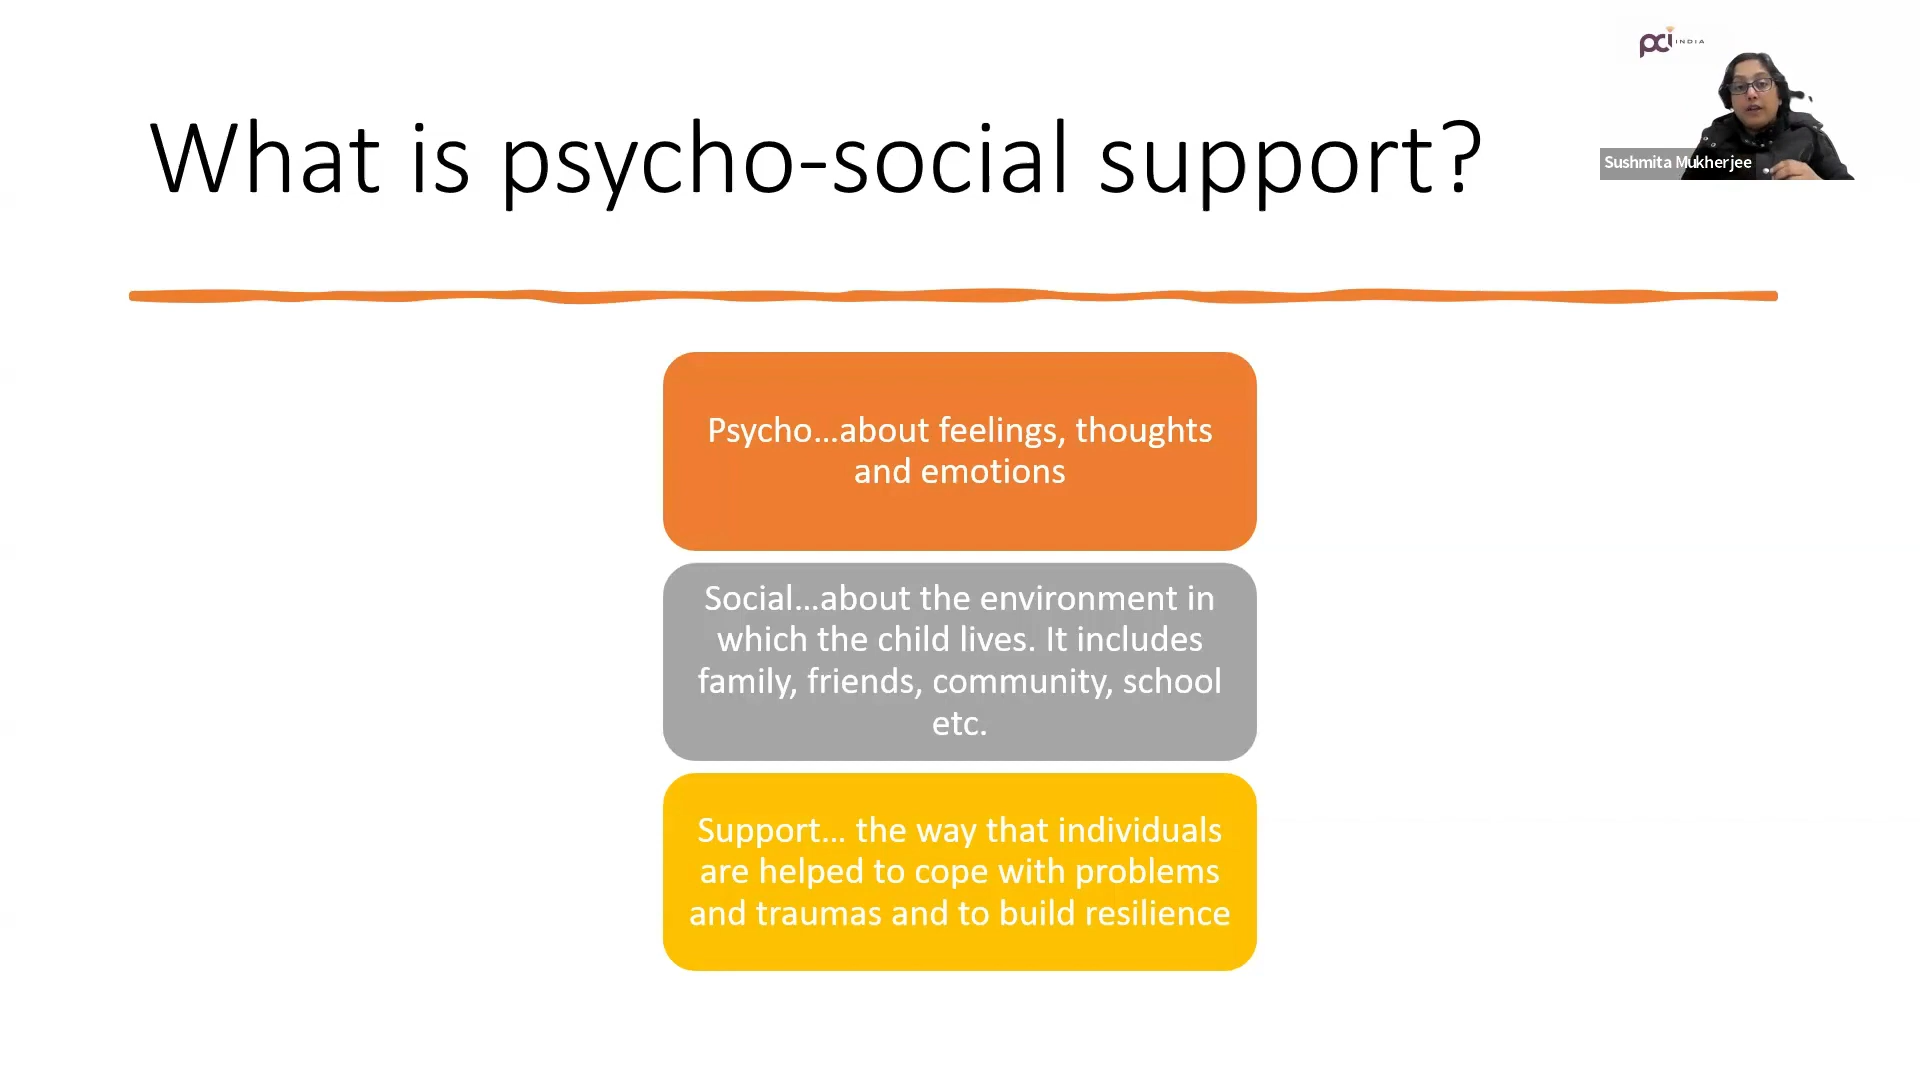 pci INDIA
What is psycho-social support?
Sushmita Mukherjee
Psycho...about feelings, thoughts
and emotions
Social...about the environment in
which the child lives. It includes
family, friends, community, school
etc.
Support... the way that individuals
are helped to cope with problems
and traumas and to build resilience